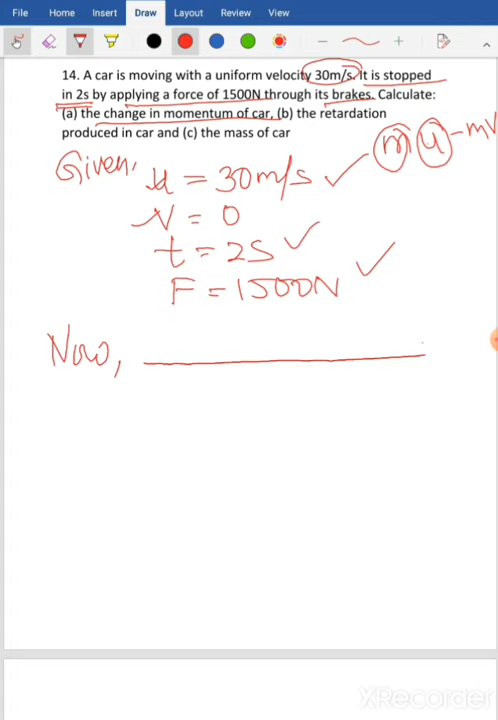 File Home Insert Draw Layout Review View
14. A car is moving with a uniform velocity 30m/s. It is stopped
in 2s by applying a force of 1500N through its brakes. Calculate:
(a) the change in momentum of car, (b) the retardation
produced in car and (c) the mass of car
Given, u = 30m/s ✓ m u - mv
v = 0
t = 2s ✓
F = 1500N ✓
Now,
XRecorder